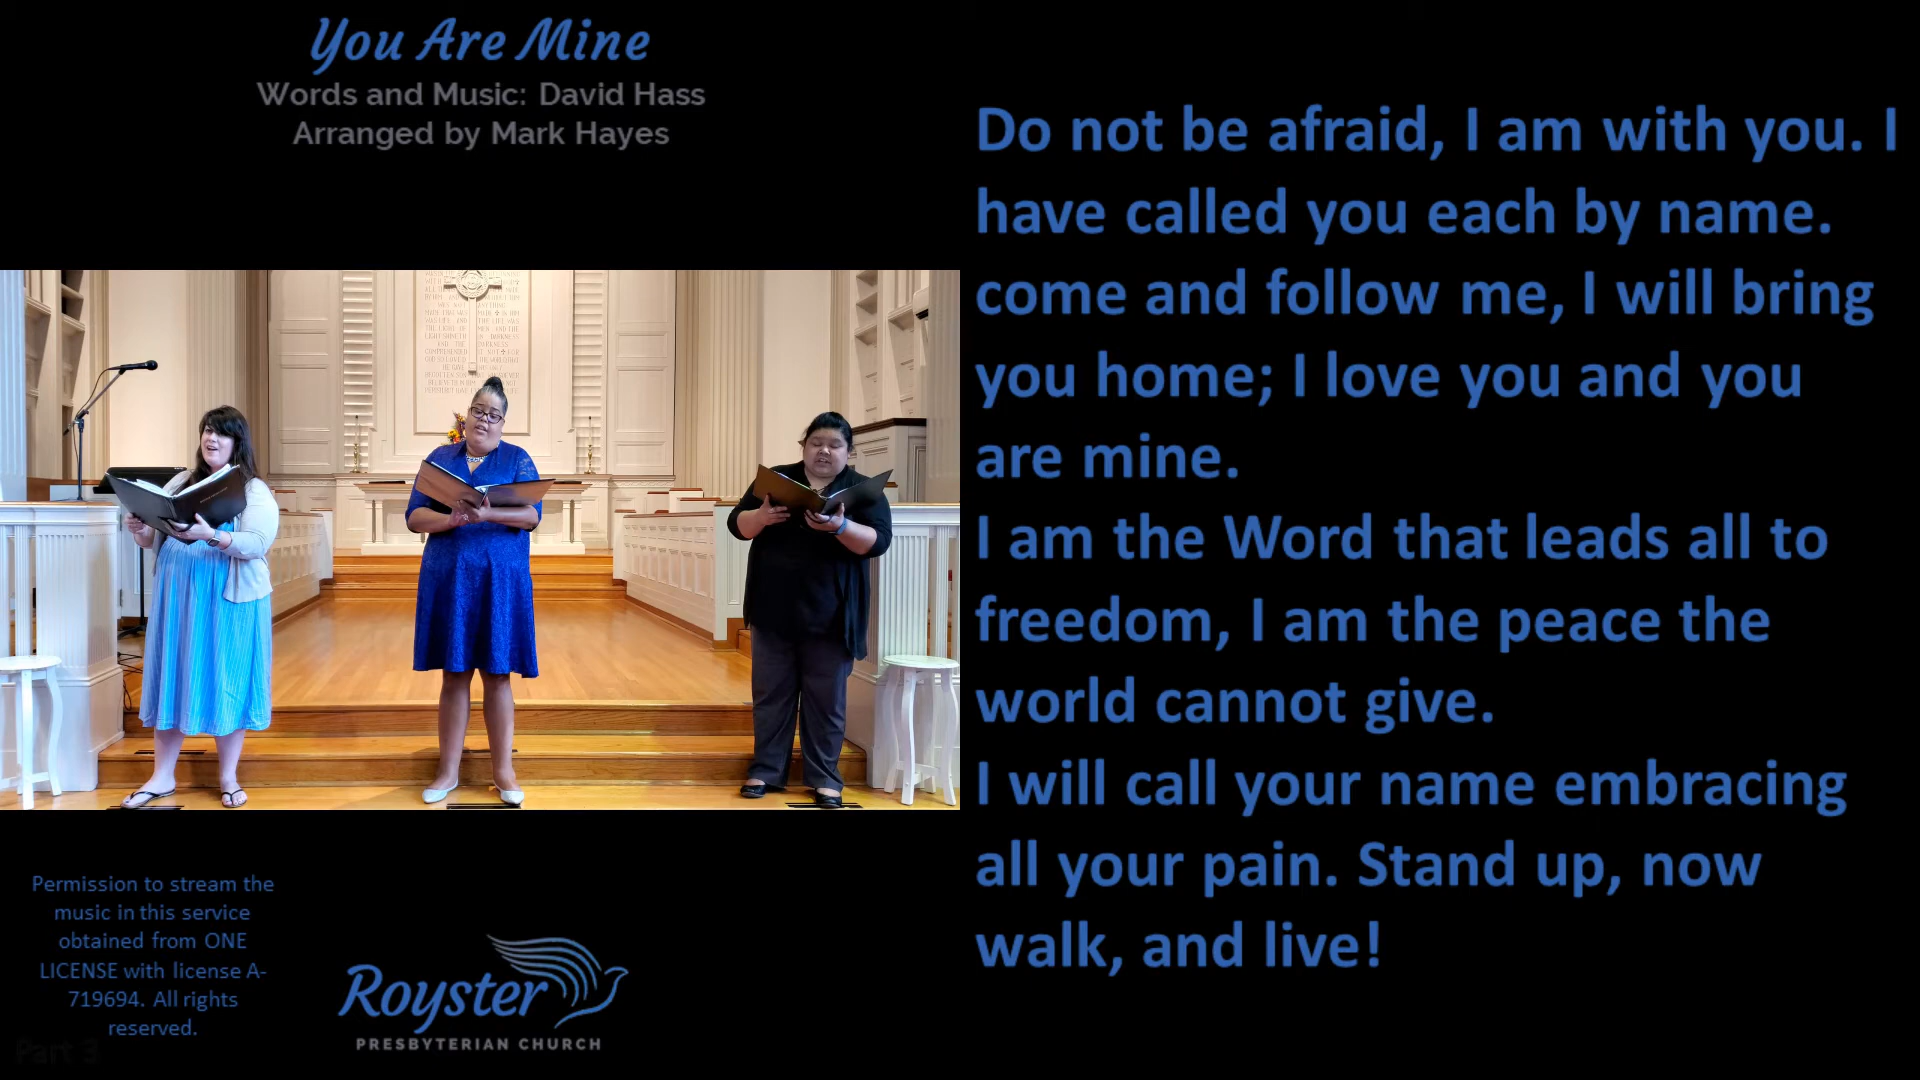 You Are Mine
Words and Music: David Hass
Arranged by Mark Hayes
Do not be afraid, I am with you. I
have called you each by name.
come and follow me, I will bring
you home; I love you and you
are mine.
I am the Word that leads all to
freedom, I am the peace the
world cannot give.
I will call your name embracing
all your pain. Stand up, now
walk, and live!
Permission to stream the
music in this service
obtained from ONE
LICENSE with license A-
719694. All rights
reserved.
Part 3
Royster
PRESBYTERIAN CHURCH